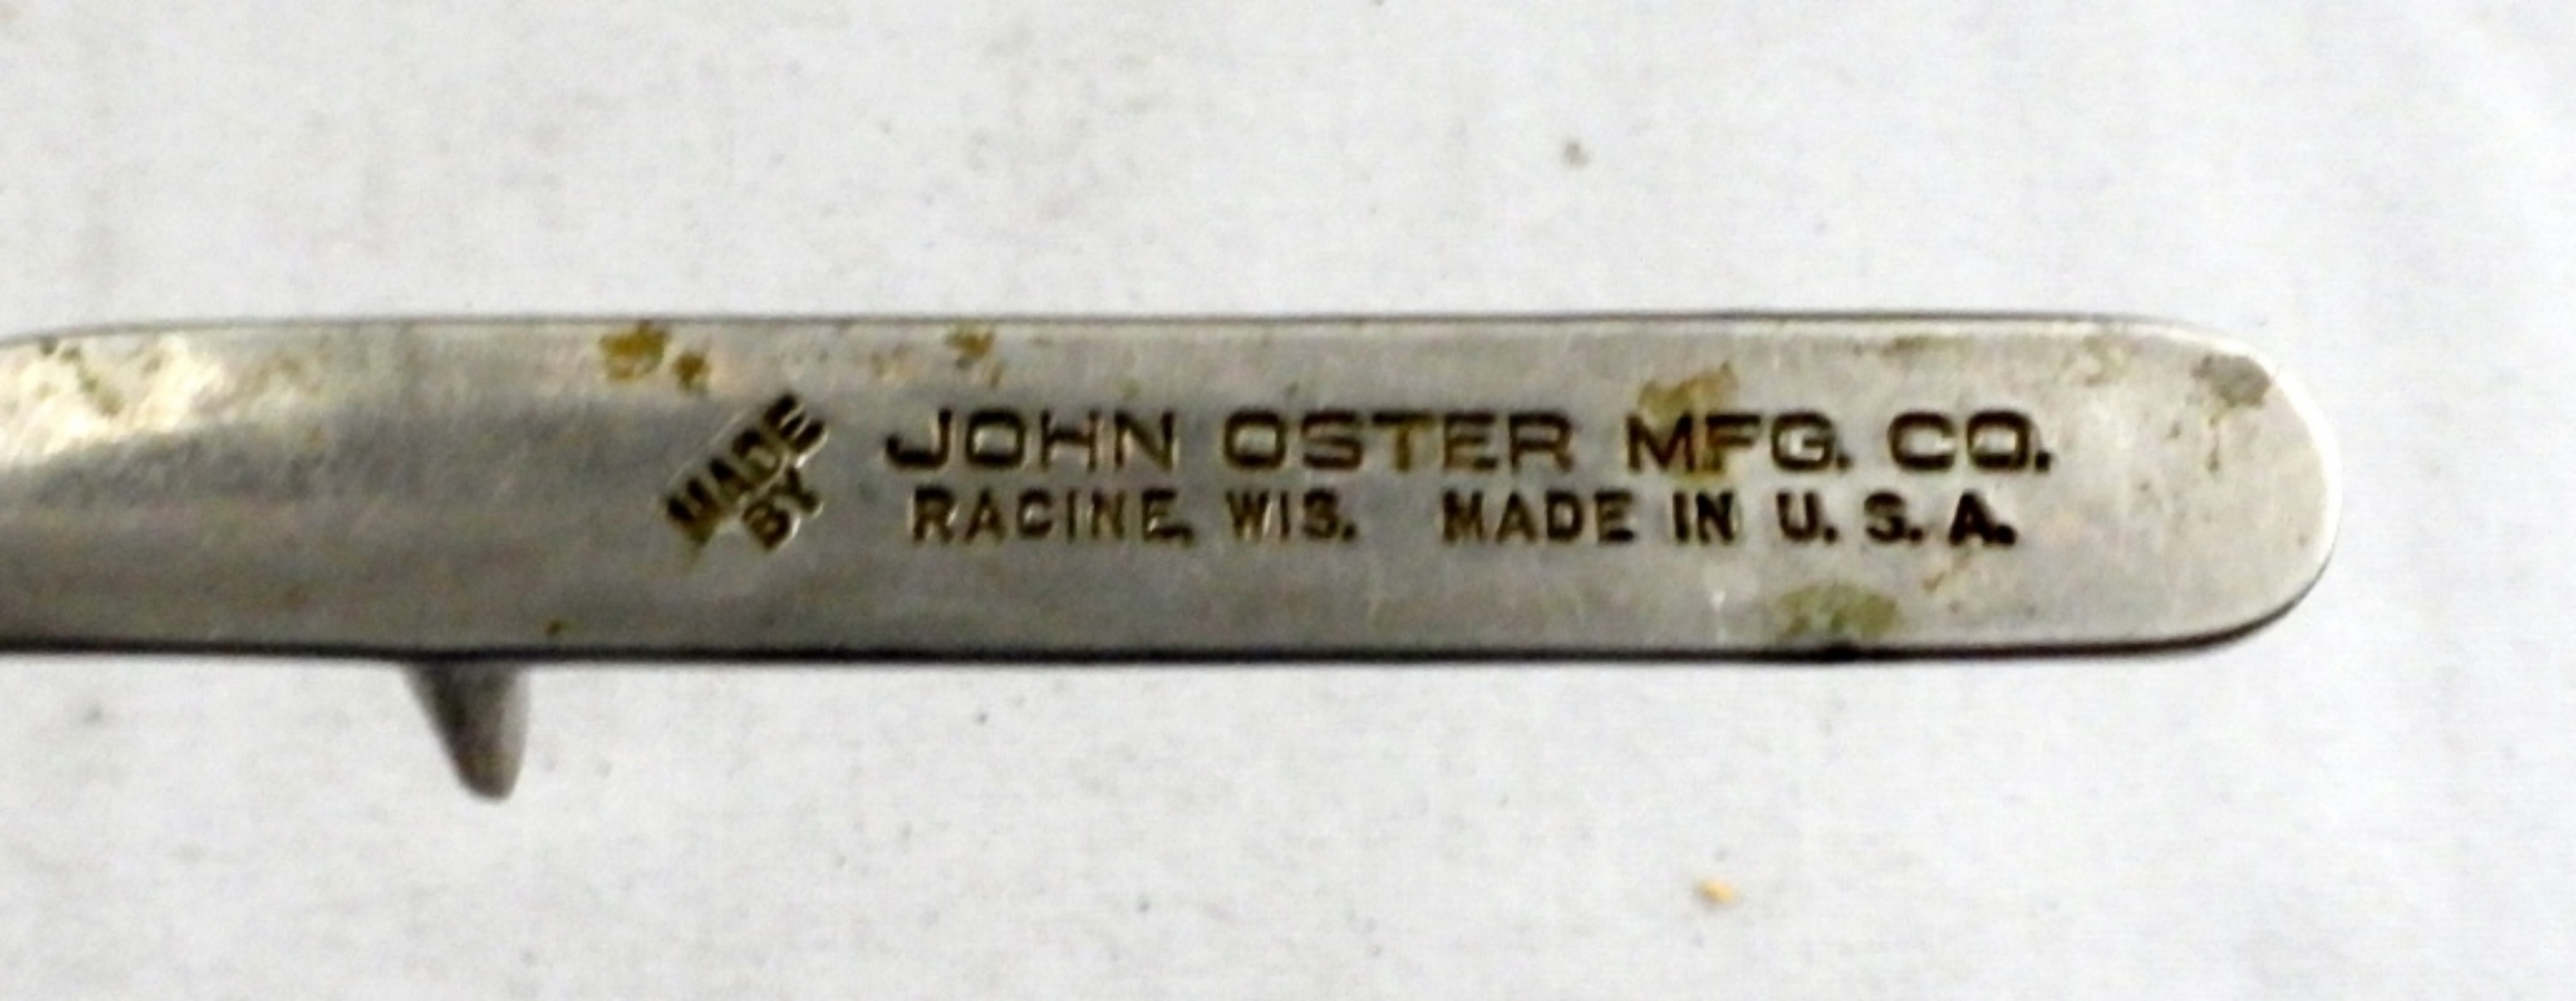 MADE
BY
JOHN OSTER MFG. CO.
RACINE, WIS. MADE IN U. S. A.